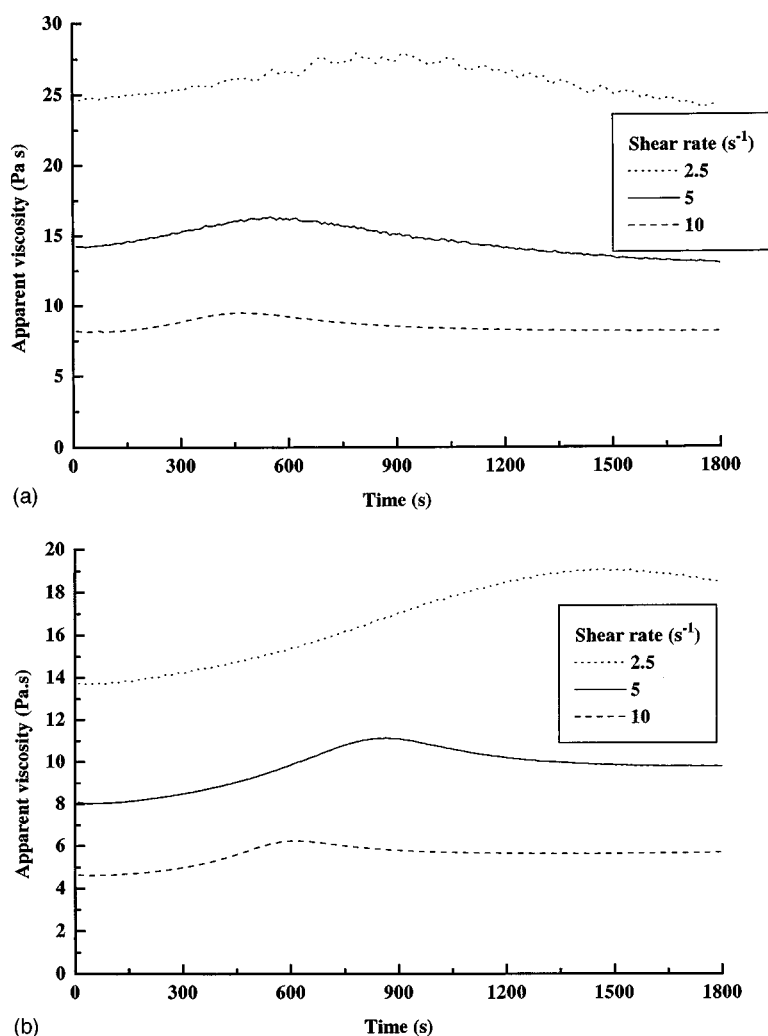 30
25
20
15
10
5
0
Apparent viscosity (Pa s)
Shear rate (s-1)
2.5
5
10
0 300 600 900 1200 1500 1800
Time (s)
(a)
20
18
16
14
12
10
8
6
4
2
0
Apparent viscosity (Pa.s)
Shear rate (s-1)
2.5
5
10
0 300 600 900 1200 1500 1800
Time (s)
(b)